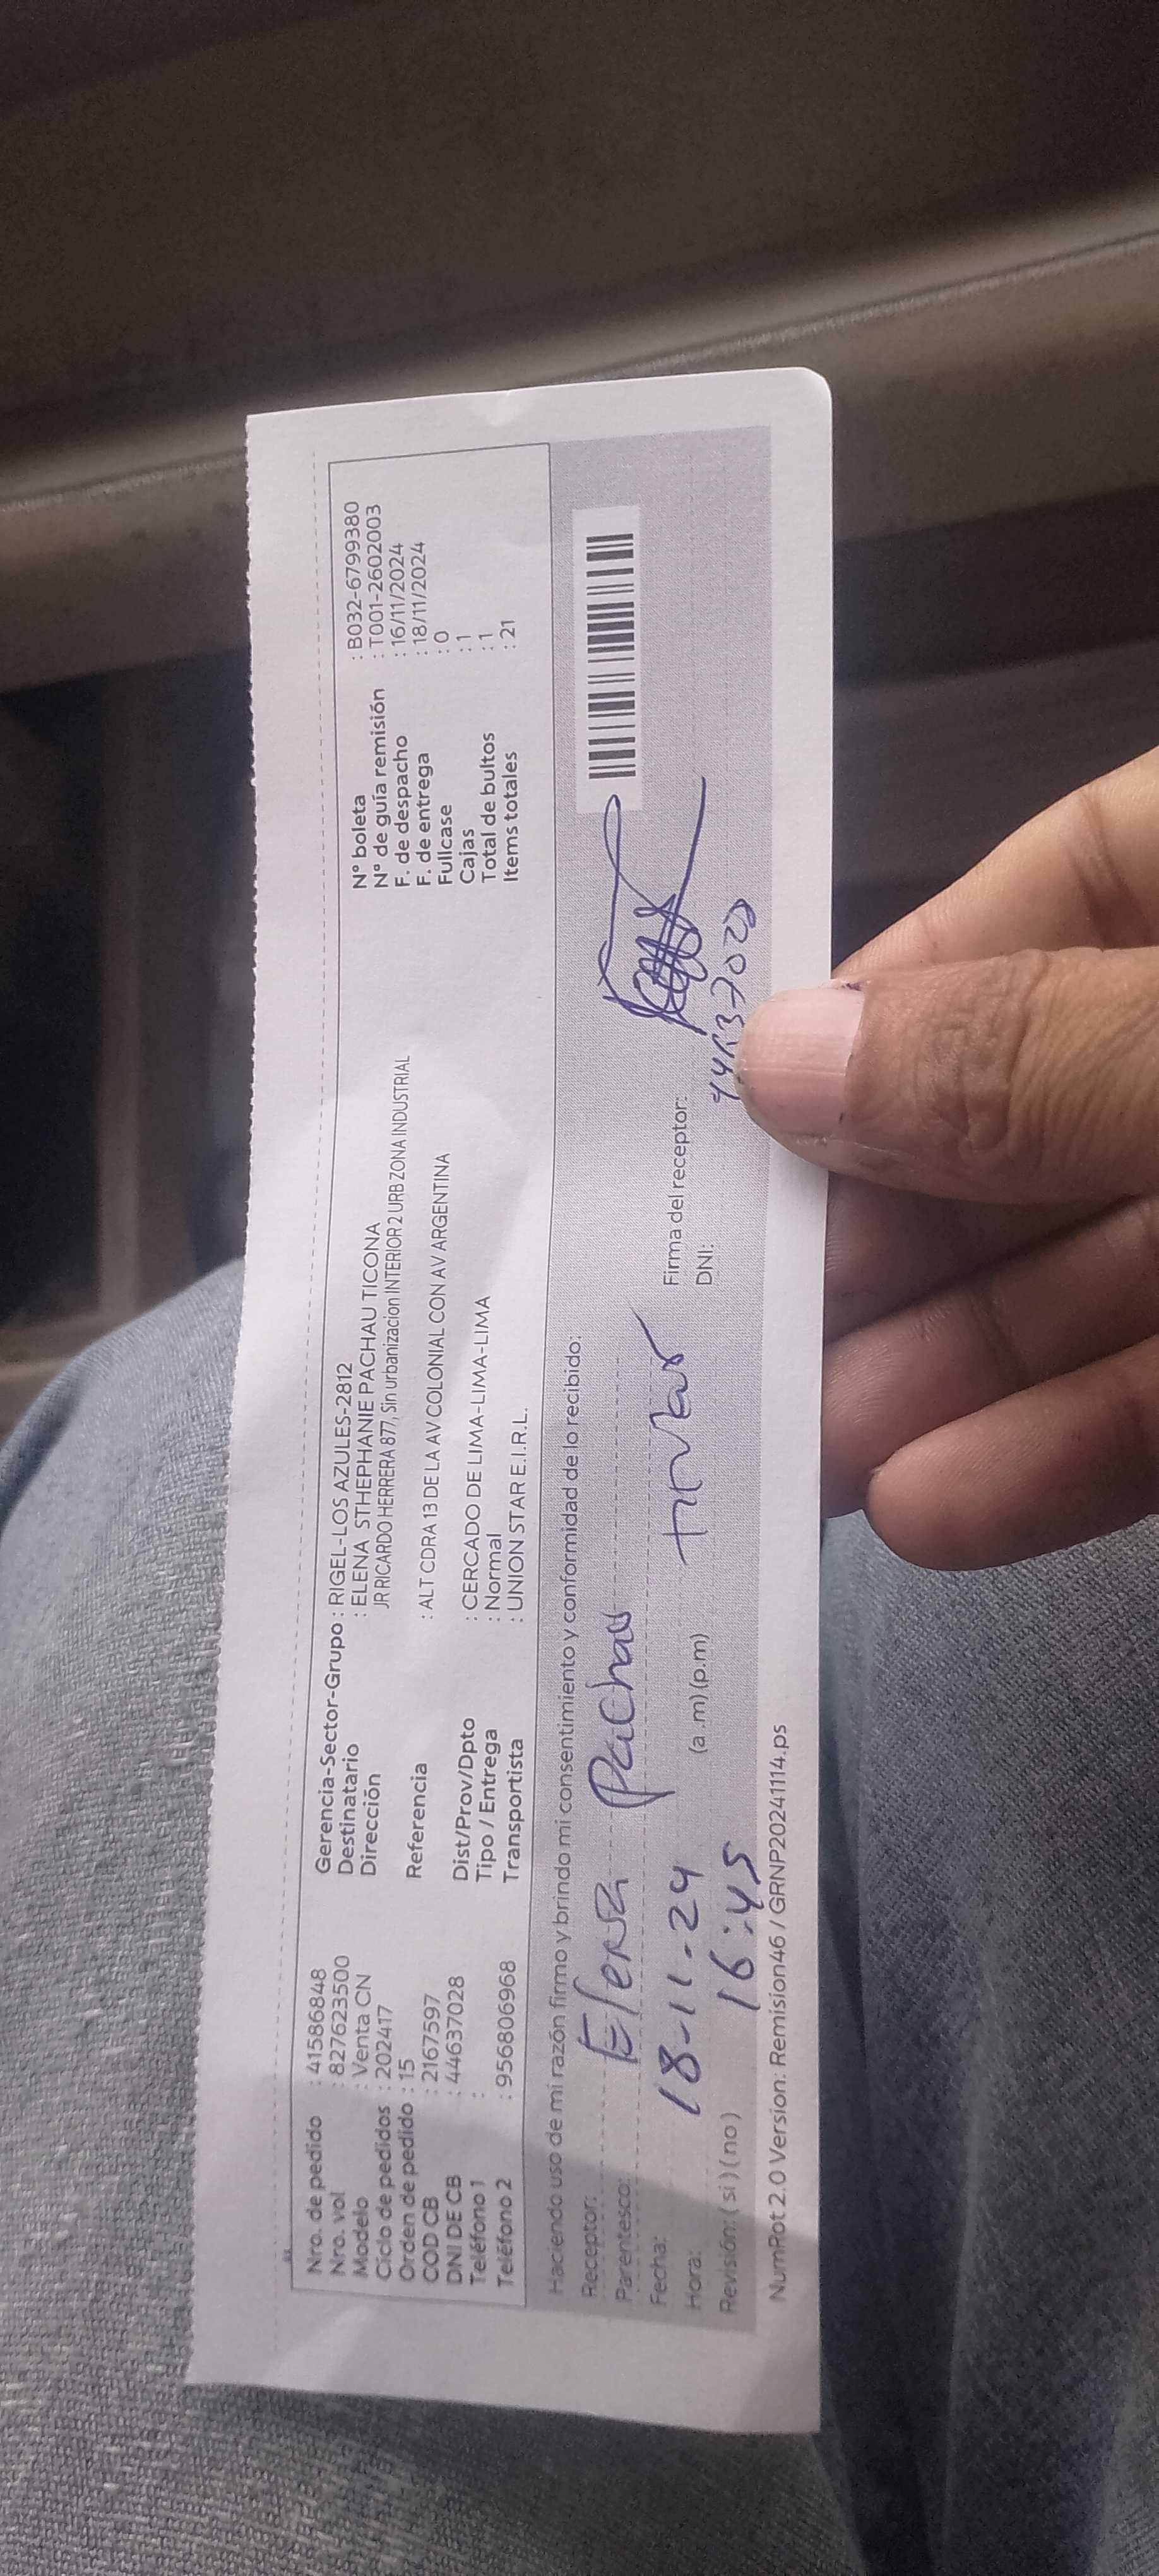 Nro. de pedido : 41586848
Nro. vol : 827623500
Modelo : Venta CN
Ciclo de pedidos : 202417
Orden de pedido : 15
COD CB : 2167597
DNI DE CB : 44637028
Teléfono 1 :
Teléfono 2 : 956806968
Gerencia-Sector-Grupo : RIGEL-LOS AZULES-2812
Destinatario : ELENA STHEPHANIE PACHAU TICONA
Dirección JR RICARDO HERRERA 877, Sin urbanizacion INTERIOR 2 URB ZONA INDUSTRIAL
Referencia : ALT CDRA 13 DE LA AV COLONIAL CON AV ARGENTINA
Dist/Prov/Dpto : CERCADO DE LIMA-LIMA-LIMA
Tipo / Entrega : Normal
Transportista : UNION STAR E.I.R.L.
N° boleta : B032-6799380
N° de guía remisión : T001-2602003
F. de despacho : 16/11/2024
F. de entrega : 18/11/2024
Fullcase : 0
Cajas : 1
Total de bultos : 1
Items totales : 21
Haciendo uso de mi razón firmo y brindo mi consentimiento y conformidad de lo recibido:
Receptor: Elena Pachau
Parentesco: titular
Fecha: 18-11-24
Hora: 16:45 (a.m) (p.m)
Revisión: ( si ) ( no )
Firma del receptor:
DNI:
NumRot 2.0 Version: Remision46 / GRNP20241114.ps